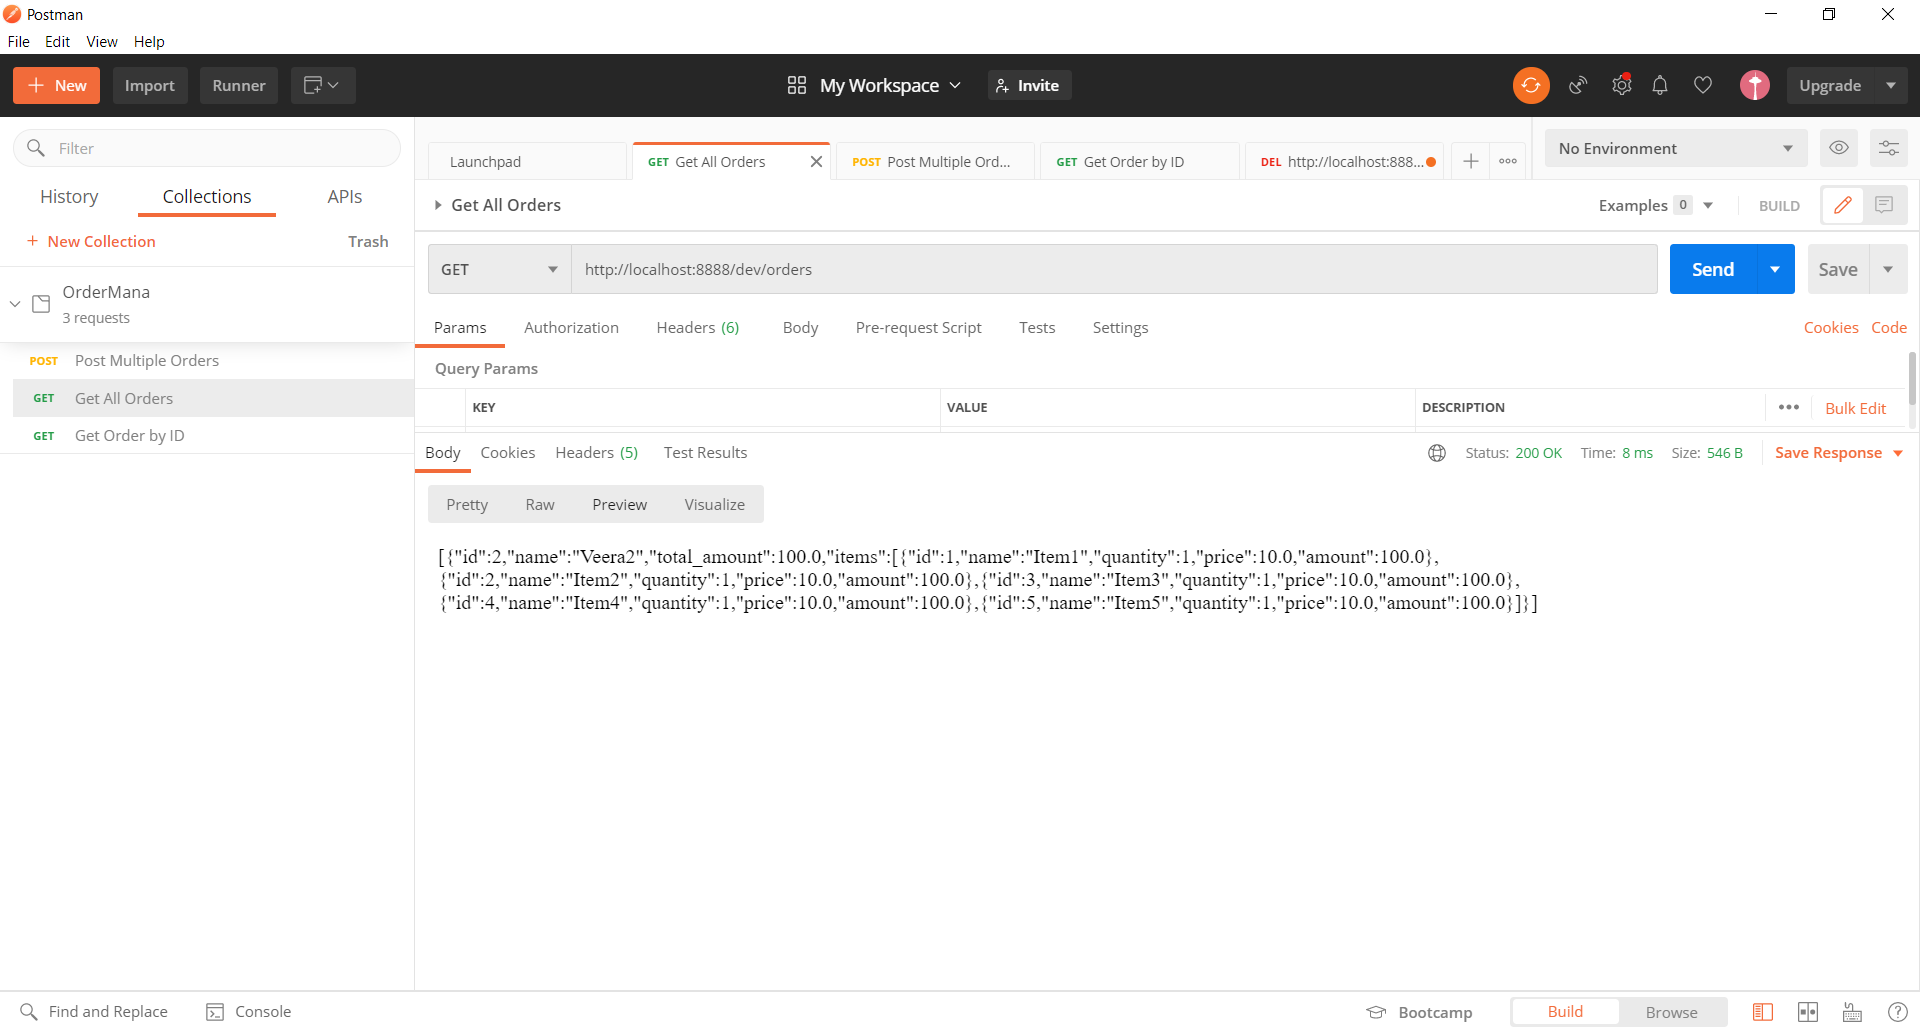 Postman
File Edit View Help
New Import Runner My Workspace Invite Upgrade
Filter
History Collections APIs
+ New Collection Trash
OrderMana
3 requests
POST Post Multiple Orders
GET Get All Orders
GET Get Order by ID
Launchpad GET Get All Orders POST Post Multiple Ord... GET Get Order by ID DEL http://localhost:888... No Environment
Get All Orders Examples 0 BUILD
GET http://localhost:8888/dev/orders Send Save
Params Authorization Headers (6) Body Pre-request Script Tests Settings Cookies Code
Query Params
KEY VALUE DESCRIPTION Bulk Edit
Body Cookies Headers (5) Test Results Status: 200 OK Time: 8 ms Size: 546 B Save Response
Pretty Raw Preview Visualize
[{"id":2,"name":"Veera2","total_amount":100.0,"items":[{"id":1,"name":"Item1","quantity":1,"price":10.0,"amount":100.0},
{"id":2,"name":"Item2","quantity":1,"price":10.0,"amount":100.0},{"id":3,"name":"Item3","quantity":1,"price":10.0,"amount":100.0},
{"id":4,"name":"Item4","quantity":1,"price":10.0,"amount":100.0},{"id":5,"name":"Item5","quantity":1,"price":10.0,"amount":100.0}]}]
Find and Replace Console Bootcamp Build Browse